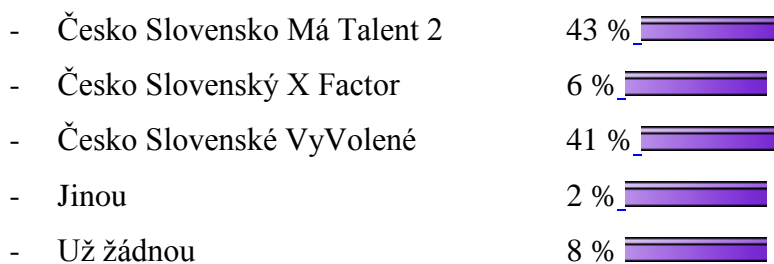 - Česko Slovensko Má Talent 2 43 %
- Česko Slovenský X Factor 6 %
- Česko Slovenské VyVolené 41 %
- Jinou 2 %
- Už žádnou 8 %